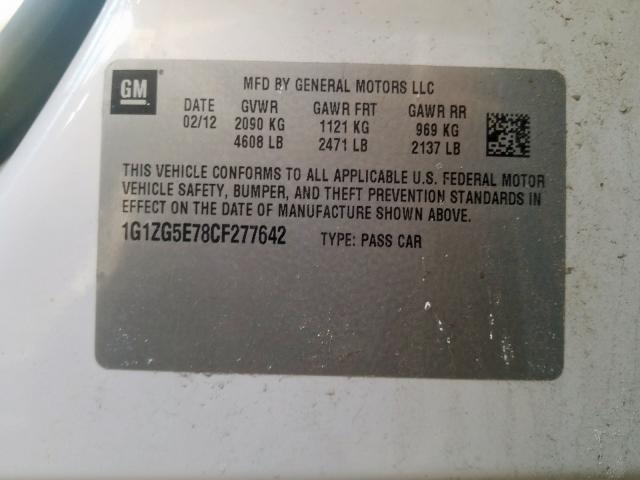 GM
MFD BY GENERAL MOTORS LLC
DATE GVWR GAWR FRT GAWR RR
02/12 2090 KG 1121 KG 969 KG
4608 LB 2471 LB 2137 LB
THIS VEHICLE CONFORMS TO ALL APPLICABLE U.S. FEDERAL MOTOR
VEHICLE SAFETY, BUMPER, AND THEFT PREVENTION STANDARDS IN
EFFECT ON THE DATE OF MANUFACTURE SHOWN ABOVE.
1G1ZG5E78CF277642 TYPE: PASS CAR